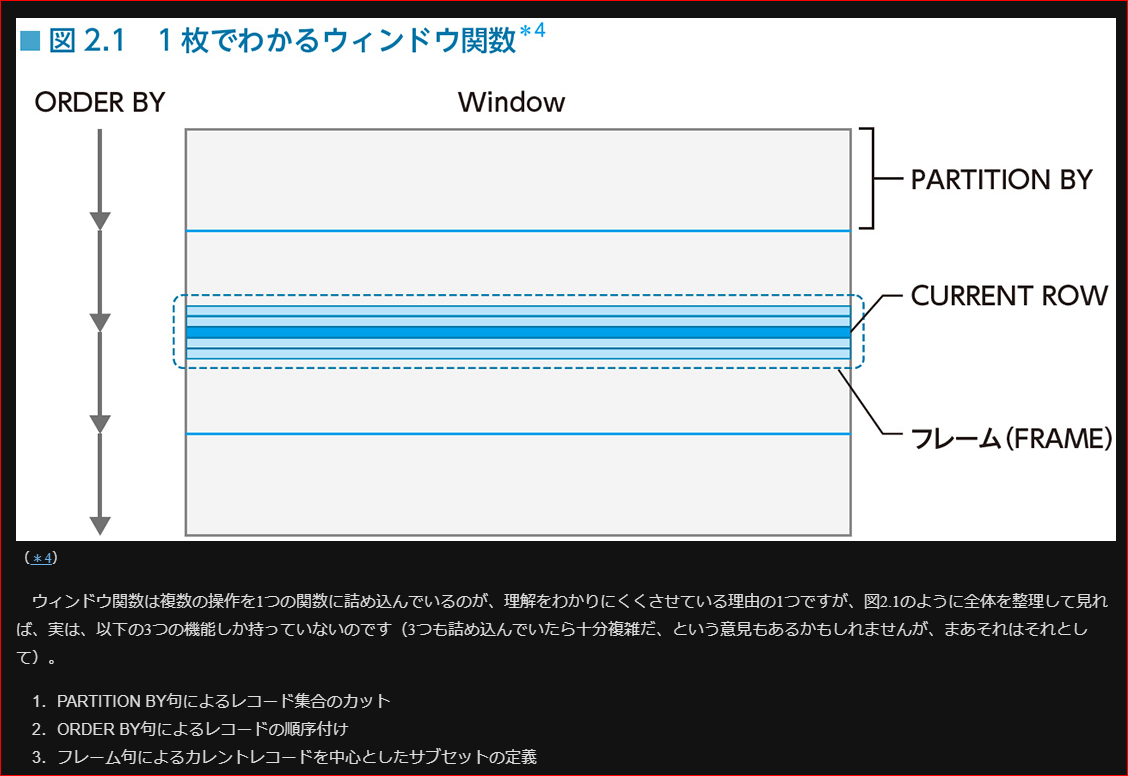 ■ 図 2.1　1 枚でわかるウィンドウ関数＊4
ORDER BY
Window
PARTITION BY
CURRENT ROW
フレーム（FRAME）
（＊4）
ウィンドウ関数は複数の操作を1つの関数に詰め込んでいるのが、理解をわかりにくくさせている理由の1つですが、図2.1のように全体を整理して見れ
ば、実は、以下の3つの機能しか持っていないのです（3つも詰め込んでいたら十分複雑だ、という意見もあるかもしれませんが、まあそれはそれとし
て）。
1. PARTITION BY句によるレコード集合のカット
2. ORDER BY句によるレコードの順序付け
3. フレーム句によるカレントレコードを中心としたサブセットの定義